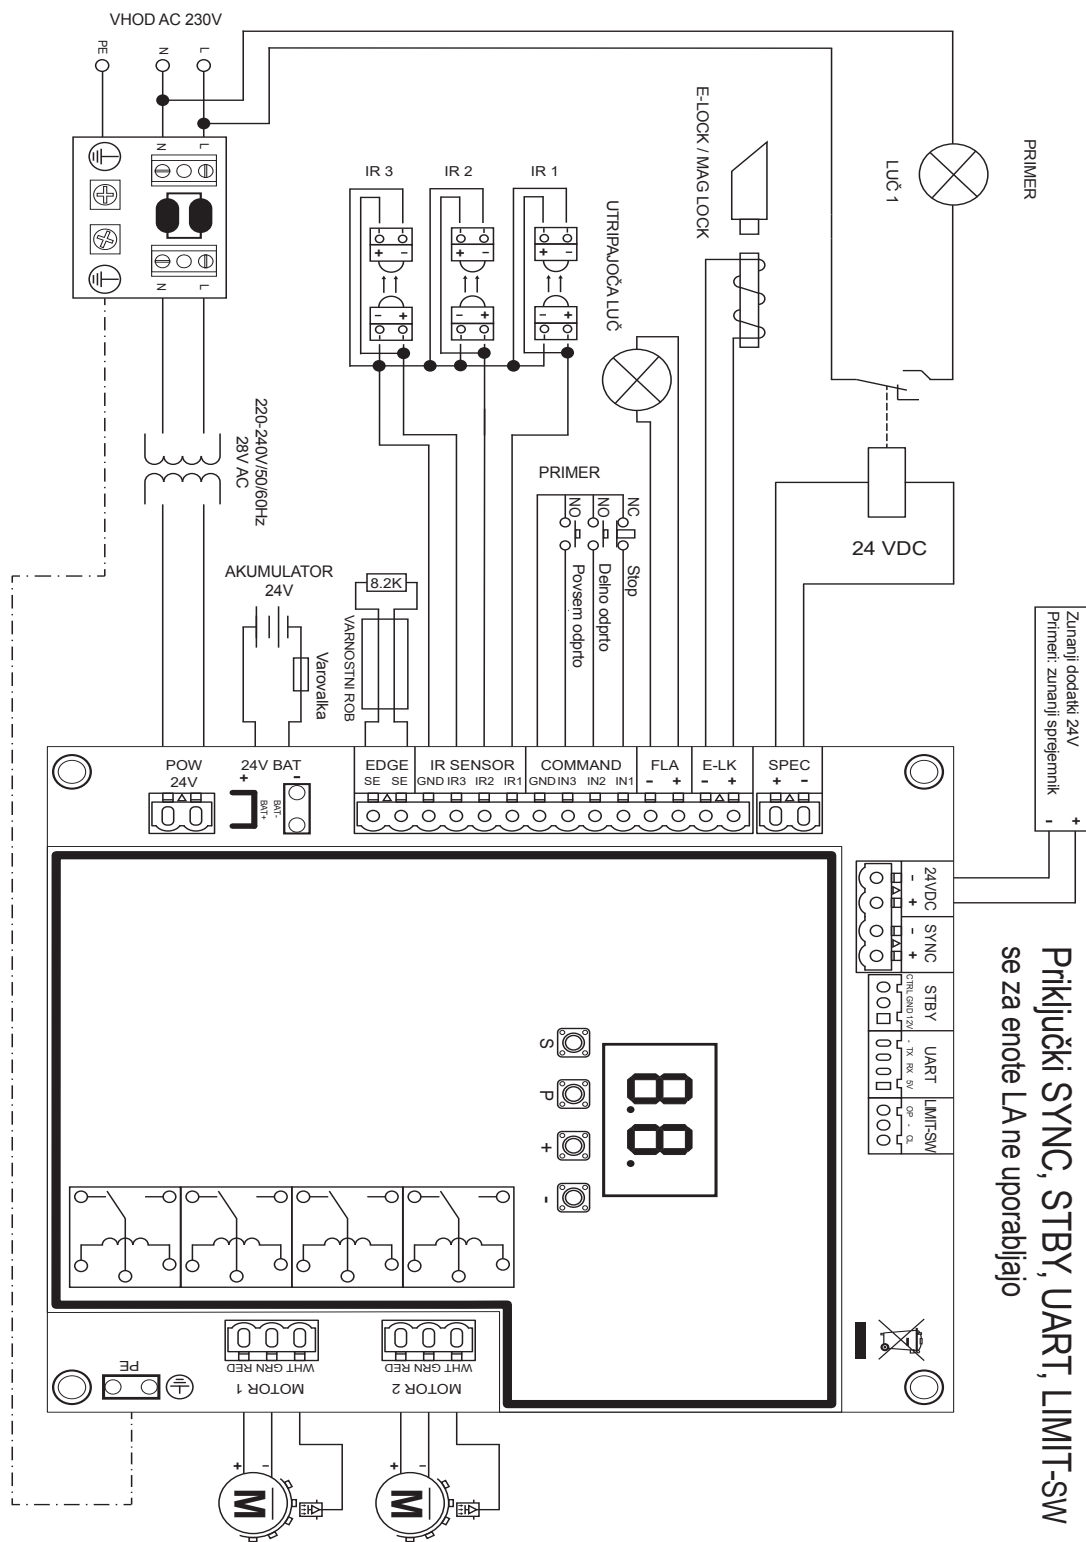 VHOD AC 230V
PE
N
L
N
L
N
L
IR 3
IR 2
IR 1
+ -
+ -
+ -
- +
- +
- +
E-LOCK / MAG LOCK
UTRIPAJOČA LUČ
LUČ 1
PRIMER
220-240V/50/60Hz
28V AC
PRIMER
NO
NO
NC
Povsem odprto
Delno odprto
Stop
24 VDC
AKUMULATOR
24V
Varovalka
8.2K
VARNOSTNI ROB
Zunanji dodatki 24V
Primeri: zunanji sprejemnik
- +
POW
24V
24V BAT
+ -
BAT+
BAT-
EDGE
SE SE
IR SENSOR
GND IR3 IR2 IR1
COMMAND
GND IN3 IN2 IN1
FLA
- +
E-LK
- +
SPEC
+ -
24VDC
- +
SYNC
- +
STBY
CTRL GND 12V
UART
- TX RX 5V
LIMIT-SW
OP - CL
Priključki SYNC, STBY, UART, LIMIT-SW
se za enote LA ne uporabljajo
8.8.
S
P
+
-
PE
WHT GRN RED
MOTOR 1
WHT GRN RED
MOTOR 2
+ -
M
+ -
M